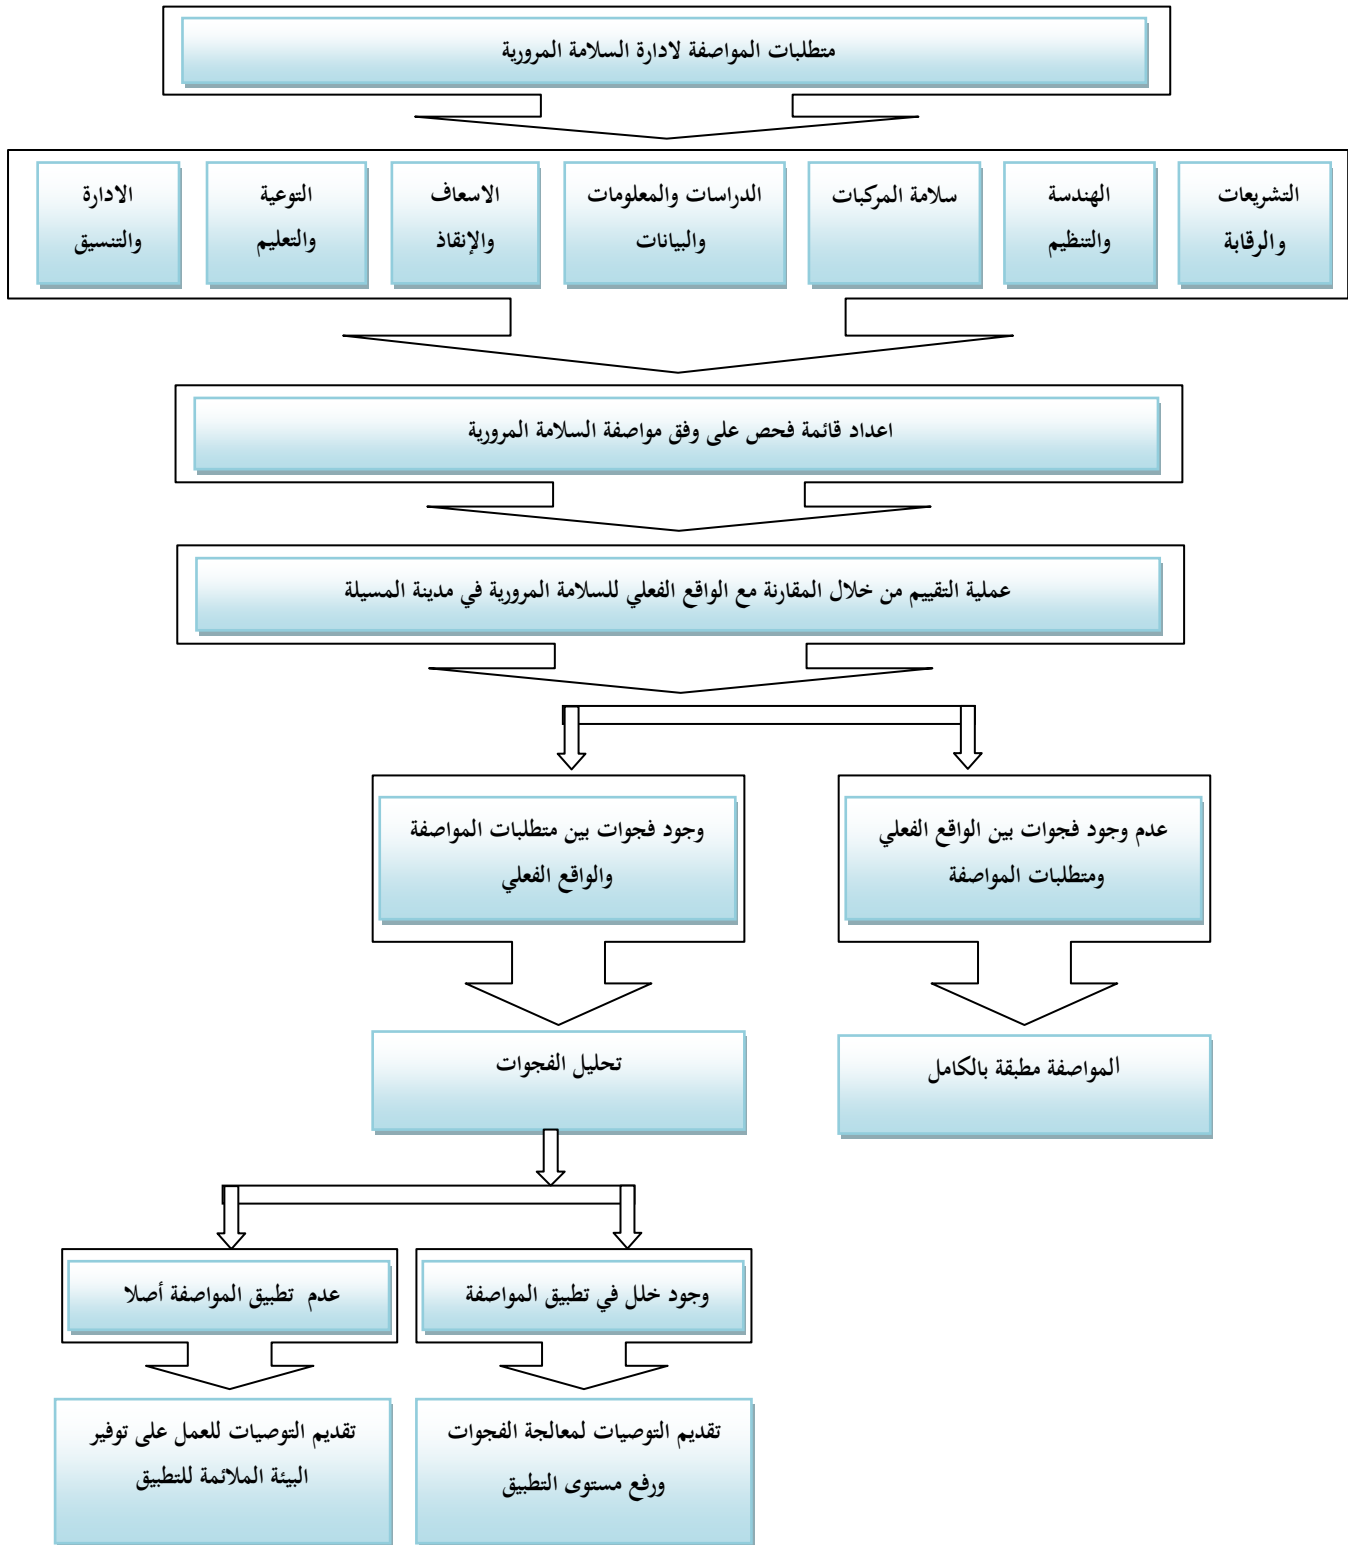 متطلبات المواصفة لادارة السلامة المرورية
التشريعات
والرقابة
الهندسة
والتنظيم
سلامة المركبات
الدراسات والمعلومات
والبيانات
الاسعاف
والإنقاذ
التوعية
والتعليم
الادارة
والتنسيق
اعداد قائمة فحص على وفق مواصفة السلامة المرورية
عملية التقييم من خلال المقارنة مع الواقع الفعلي للسلامة المرورية في مدينة المسيلة
عدم وجود فجوات بين الواقع الفعلي
ومتطلبات المواصفة
وجود فجوات بين متطلبات المواصفة
والواقع الفعلي
المواصفة مطبقة بالكامل
تحليل الفجوات
وجود خلل في تطبيق المواصفة
عدم تطبيق المواصفة أصلا
تقديم التوصيات لمعالجة الفجوات
ورفع مستوى التطبيق
تقديم التوصيات للعمل على توفير
البيئة الملائمة للتطبيق